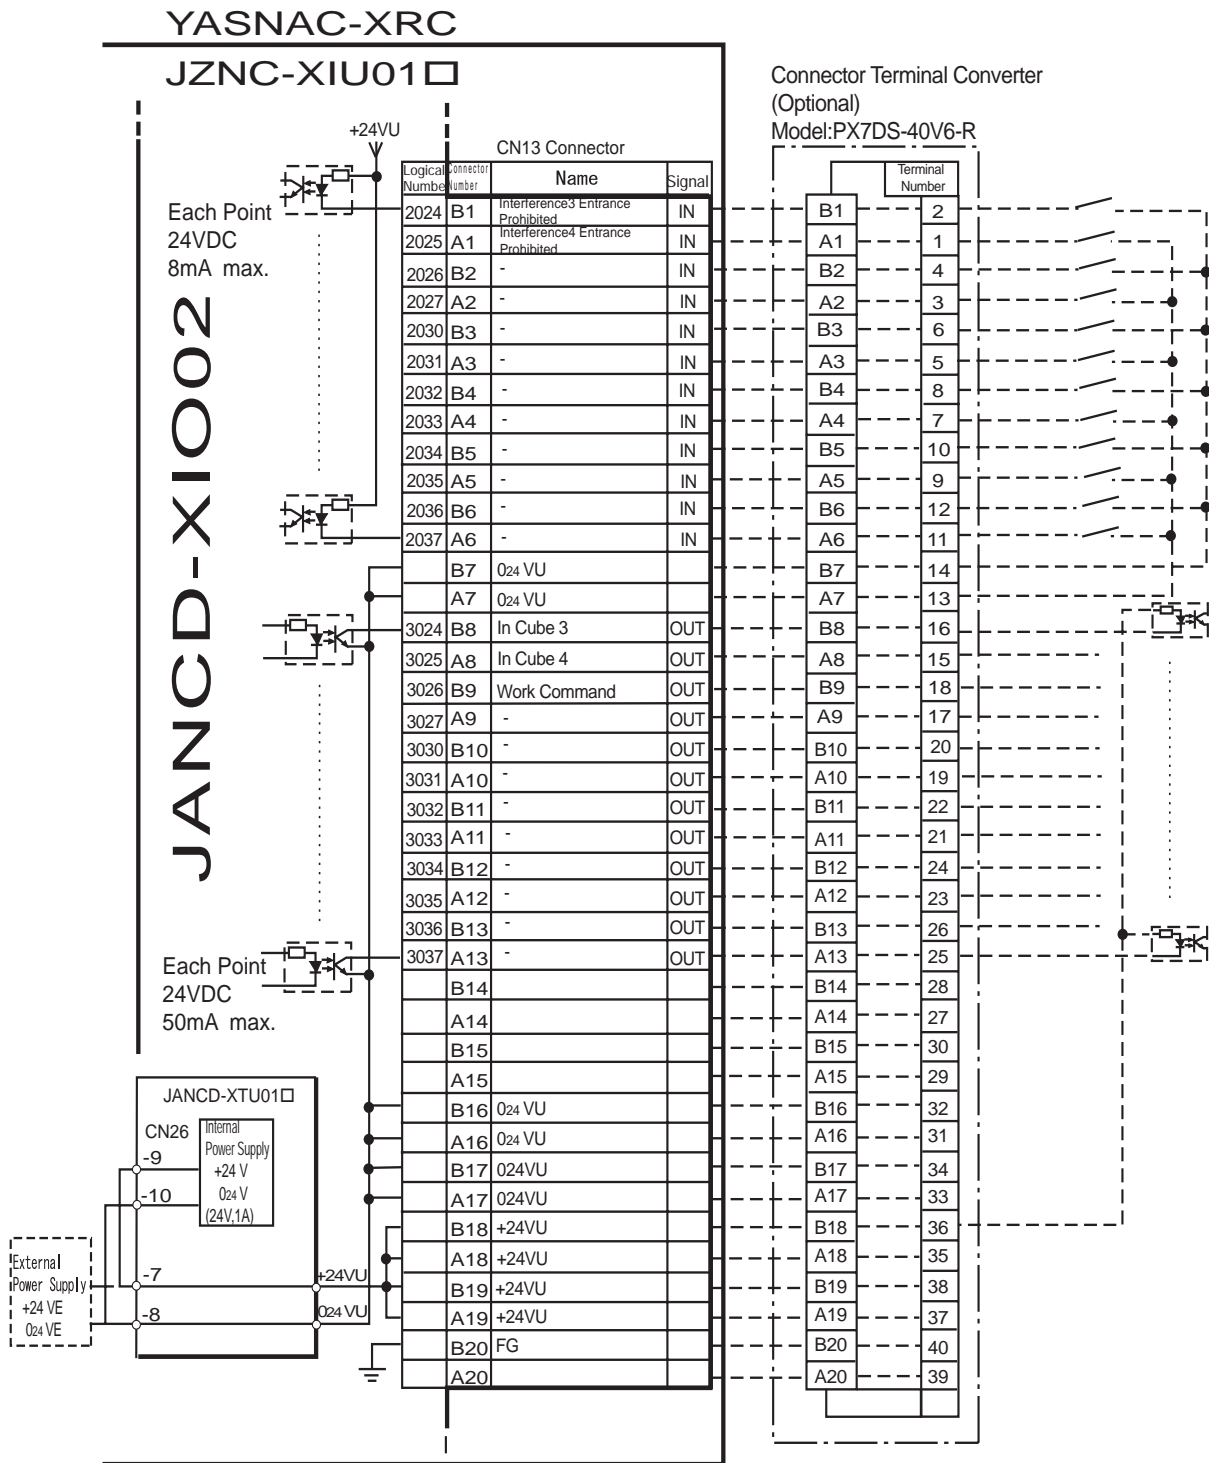 YASNAC-XRC
JZNC-XIU01□
Connector Terminal Converter
(Optional)
Model:PX7DS-40V6-R
+24VU
CN13 Connector
Logical Numbe Connector Number Name Signal
Terminal Number
Each Point
24VDC
8mA max.
JANCD-XIO02
2024 B1 Interference3 Entrance Prohibited IN B1 2
2025 A1 Interference4 Entrance Prohibited IN A1 1
2026 B2 - IN B2 4
2027 A2 - IN A2 3
2030 B3 - IN B3 6
2031 A3 - IN A3 5
2032 B4 - IN B4 8
2033 A4 - IN A4 7
2034 B5 - IN B5 10
2035 A5 - IN A5 9
2036 B6 - IN B6 12
2037 A6 - IN A6 11
B7 024 VU B7 14
A7 024 VU A7 13
3024 B8 In Cube 3 OUT B8 16
3025 A8 In Cube 4 OUT A8 15
3026 B9 Work Command OUT B9 18
3027 A9 - OUT A9 17
3030 B10 - OUT B10 20
3031 A10 - OUT A10 19
3032 B11 - OUT B11 22
3033 A11 - OUT A11 21
3034 B12 - OUT B12 24
3035 A12 - OUT A12 23
3036 B13 - OUT B13 26
3037 A13 - OUT A13 25
Each Point
24VDC
50mA max.
B14 B14 28
A14 A14 27
B15 B15 30
A15 A15 29
B16 024 VU B16 32
A16 024 VU A16 31
B17 024VU B17 34
A17 024VU A17 33
B18 +24VU B18 36
A18 +24VU A18 35
B19 +24VU B19 38
A19 +24VU A19 37
B20 FG B20 40
A20 A20 39
JANCD-XTU01□
CN26
Internal
Power Supply
+24 V
024 V
(24V,1A)
-9
-10
-7
-8
+24VU
024 VU
External
Power Supply
+24 VE
024 VE